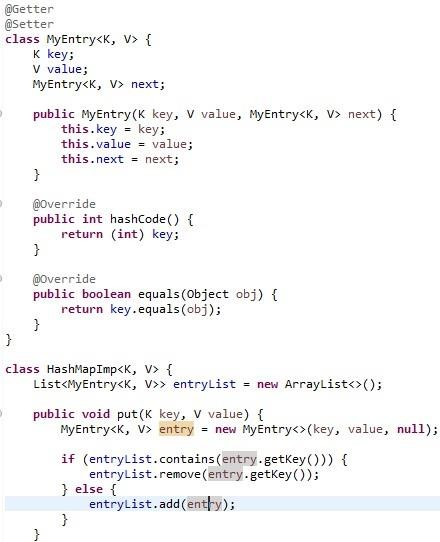 @Getter
@Setter
class MyEntry<K, V> {
K key;
V value;
MyEntry<K, V> next;
public MyEntry(K key, V value, MyEntry<K, V> next) {
this.key = key;
this.value = value;
this.next = next;
}
@Override
public int hashCode() {
return (int) key;
}
@Override
public boolean equals(Object obj) {
return key.equals(obj);
}
}
class HashMapImp<K, V> {
List<MyEntry<K, V>> entryList = new ArrayList<>();
public void put(K key, V value) {
MyEntry<K, V> entry = new MyEntry<>(key, value, null);
if (entryList.contains(entry.getKey())) {
entryList.remove(entry.getKey());
} else {
entryList.add(entry);
}
}